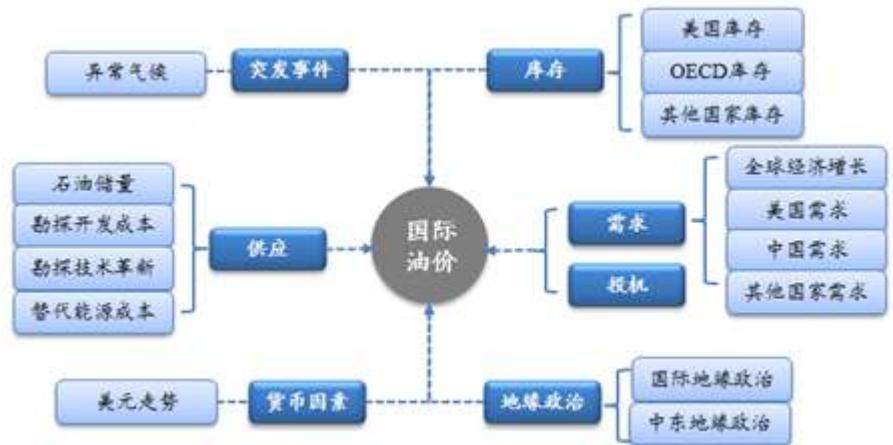 异常气候
突发事件
库存
美国库存
OECD库存
其他国家库存
石油储量
勘探开发成本
勘探技术革新
替代能源成本
供应
国际
油价
需求
投机
全球经济增长
美国需求
中国需求
其他国家需求
美元走势
货币因素
地缘政治
国际地缘政治
中东地缘政治